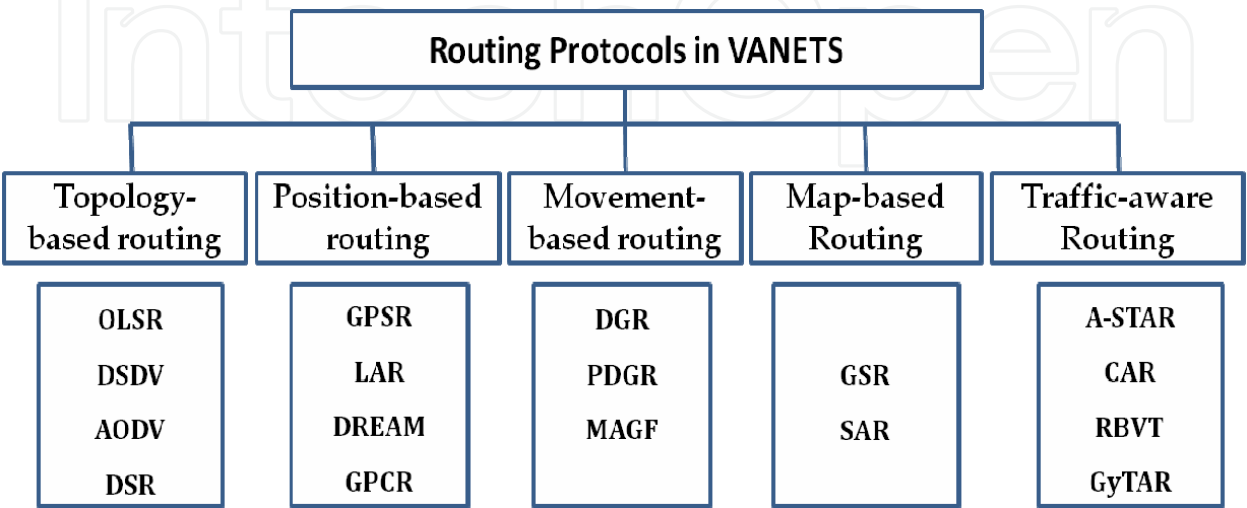 IntechOpen
Routing Protocols in VANETS
Topology-
based routing
Position-based
routing
Movement-
based routing
Map-based
Routing
Traffic-aware
Routing
OLSR
DSDV
AODV
DSR
GPSR
LAR
DREAM
GPCR
DGR
PDGR
MAGF
GSR
SAR
A-STAR
CAR
RBVT
GyTAR